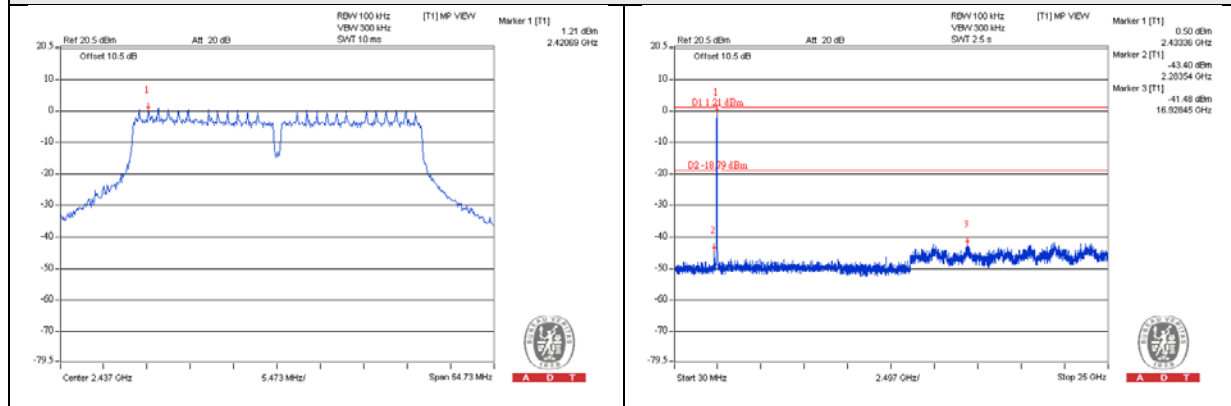 RBW 100 kHz [T1] MP VIEW
VBW 300 kHz
Ref 20.5 dBm Att 20 dB SWT 10 ms
Marker 1 [T1]
1.21 dBm
2.42069 GHz
20.5
Offset 10.5 dB
1
10
0
-10
-20
-30
-40
-50
-60
-70
-79.5
Center 2.437 GHz 5.473 MHz/ Span 54.73 MHz
BUREAU VERITAS
1828
A D T
RBW 100 kHz [T1] MP VIEW
VBW 300 kHz
Ref 20.5 dBm Att 20 dB SWT 2.5 s
Marker 1 [T1]
0.50 dBm
2.43336 GHz
Marker 2 [T1]
-43.40 dBm
2.28354 GHz
Marker 3 [T1]
-41.48 dBm
16.92845 GHz
20.5
Offset 10.5 dB
1
10
D1 1.21 dBm
0
-10
D2 -18.79 dBm
-20
-30
2
3
-40
-50
-60
-70
-79.5
Start 30 MHz 2.497 GHz/ Stop 25 GHz
BUREAU VERITAS
1828
A D T